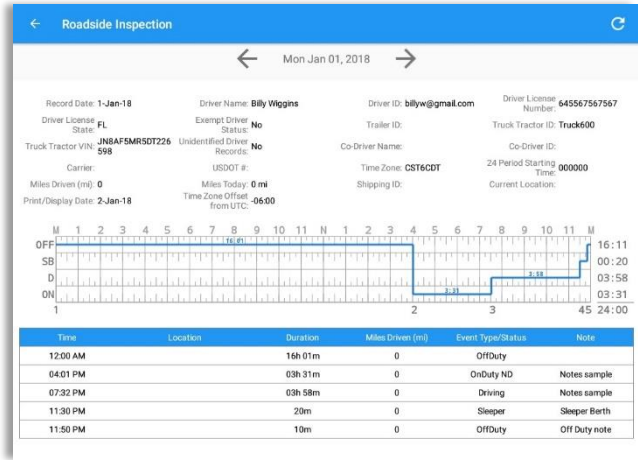 Roadside Inspection
Mon Jan 01, 2018
Record Date: 1-Jan-18 Driver Name: Billy Wiggins Driver ID: billyw@gmail.com Driver License Number: 645567567567
Driver License State: FL Exempt Driver Status: No Trailer ID: Truck Tractor ID: Truck600
Truck Tractor VIN: JN8AF5MR5DT226598 Unidentified Driver Records: No Co-Driver Name: Co-Driver ID:
Carrier: USDOT #: Time Zone: CST6CDT 24 Period Starting Time: 000000
Miles Driven (mi): 0 Miles Today: 0 mi Shipping ID: Current Location:
Print/Display Date: 2-Jan-18 Time Zone Offset from UTC: -06:00
M 1 2 3 4 5 6 7 8 9 10 11 N 1 2 3 4 5 6 7 8 9 10 11 M
OFF 16:01 16:11
SB 00:20
D 3:58 03:58
ON 3:31 03:31
1 2 3 45 24:00
Time Location Duration Miles Driven (mi) Event Type/Status Note
12:00 AM 16h 01m 0 OffDuty
04:01 PM 03h 31m 0 OnDuty ND Notes sample
07:32 PM 03h 58m 0 Driving Notes sample
11:30 PM 20m 0 Sleeper Sleeper Berth
11:50 PM 10m 0 OffDuty Off Duty note